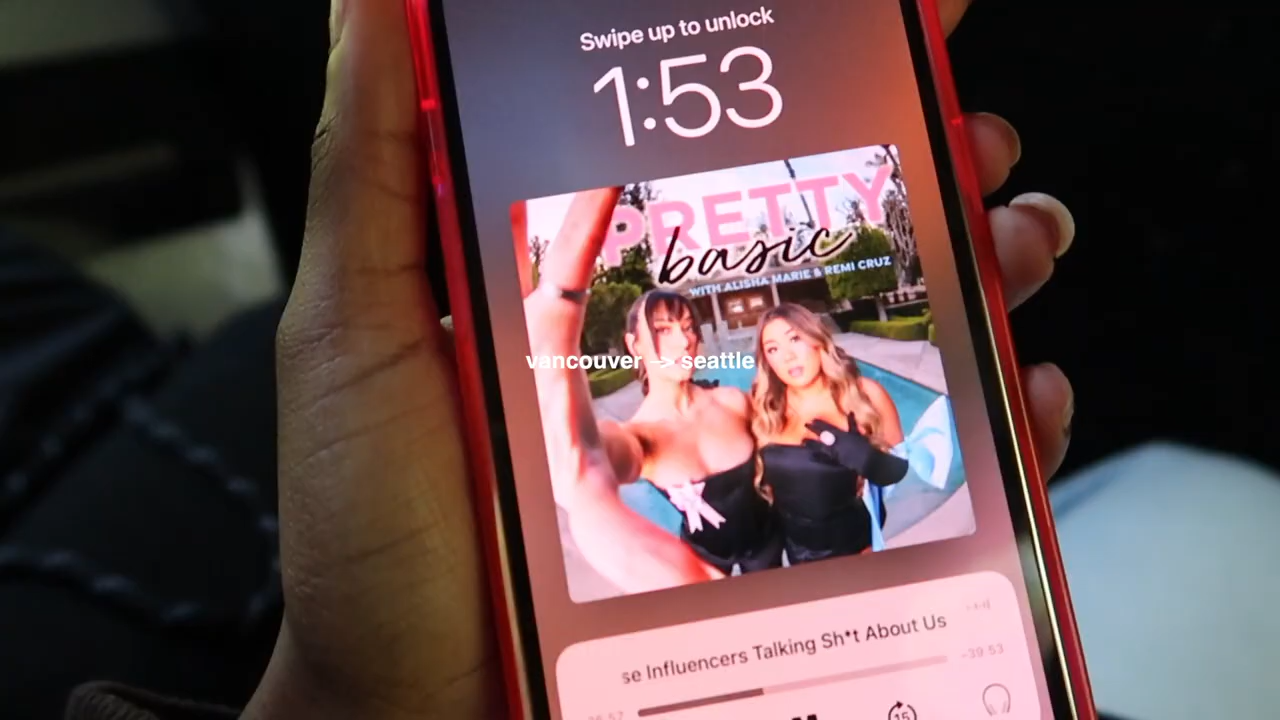 Swipe up to unlock
1:53
PRETTY
basic
WITH ALISHA MARIE & REMI CRUZ
vancouver -> seattle
se Influencers Talking Sh*t About Us
-39:53
15